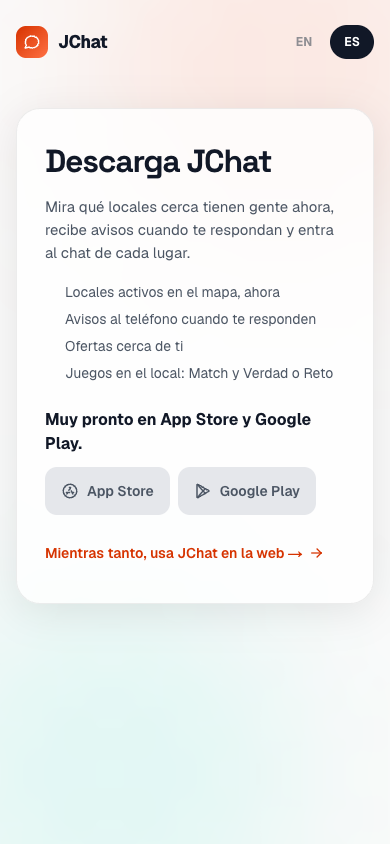 JChat
EN
ES
Descarga JChat
Mira qué locales cerca tienen gente ahora,
recibe avisos cuando te respondan y entra
al chat de cada lugar.
Locales activos en el mapa, ahora
Avisos al teléfono cuando te responden
Ofertas cerca de ti
Juegos en el local: Match y Verdad o Reto
Muy pronto en App Store y Google
Play.
App Store
Google Play
Mientras tanto, usa JChat en la web → →